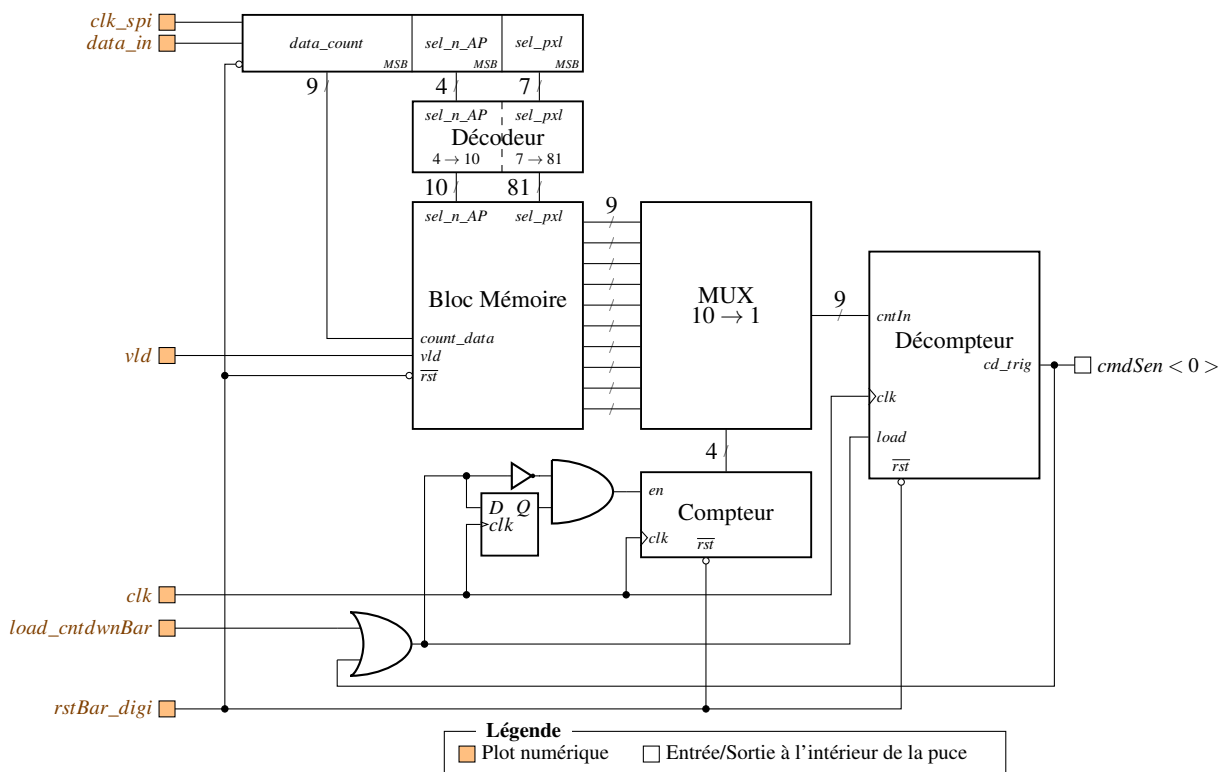 clk_spi
data_in
data_count
MSB
sel_n_AP
MSB
sel_pxl
MSB
9
4
7
sel_n_AP
sel_pxl
Décodeur
4 → 10
7 → 81
10
81
sel_n_AP
sel_pxl
Bloc Mémoire
count_data
vld
rst
vld
9
MUX
10 → 1
9
cntIn
Décompteur
cd_trig
clk
load
rst
cmdSen < 0 >
4
D
Q
clk
en
Compteur
clk
rst
clk
load_cntdwnBar
rstBar_digi
Légende
Plot numérique
Entrée/Sortie à l'intérieur de la puce